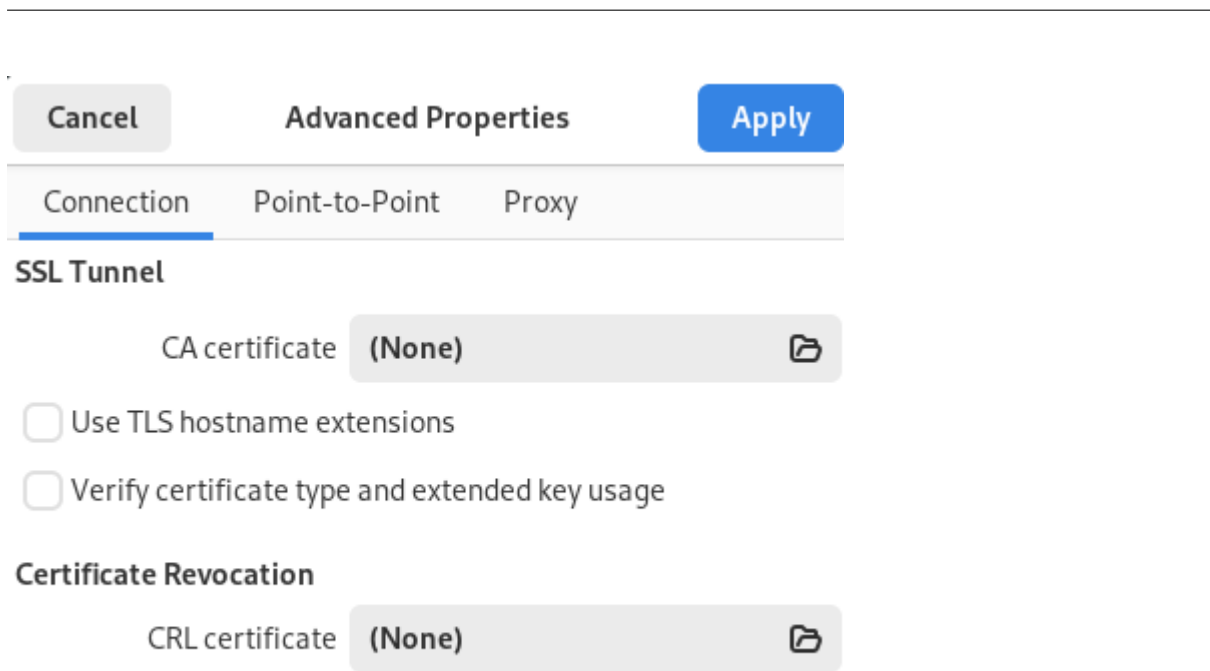 Cancel Advanced Properties Apply
Connection Point-to-Point Proxy
SSL Tunnel
CA certificate (None)
Use TLS hostname extensions
Verify certificate type and extended key usage
Certificate Revocation
CRL certificate (None)